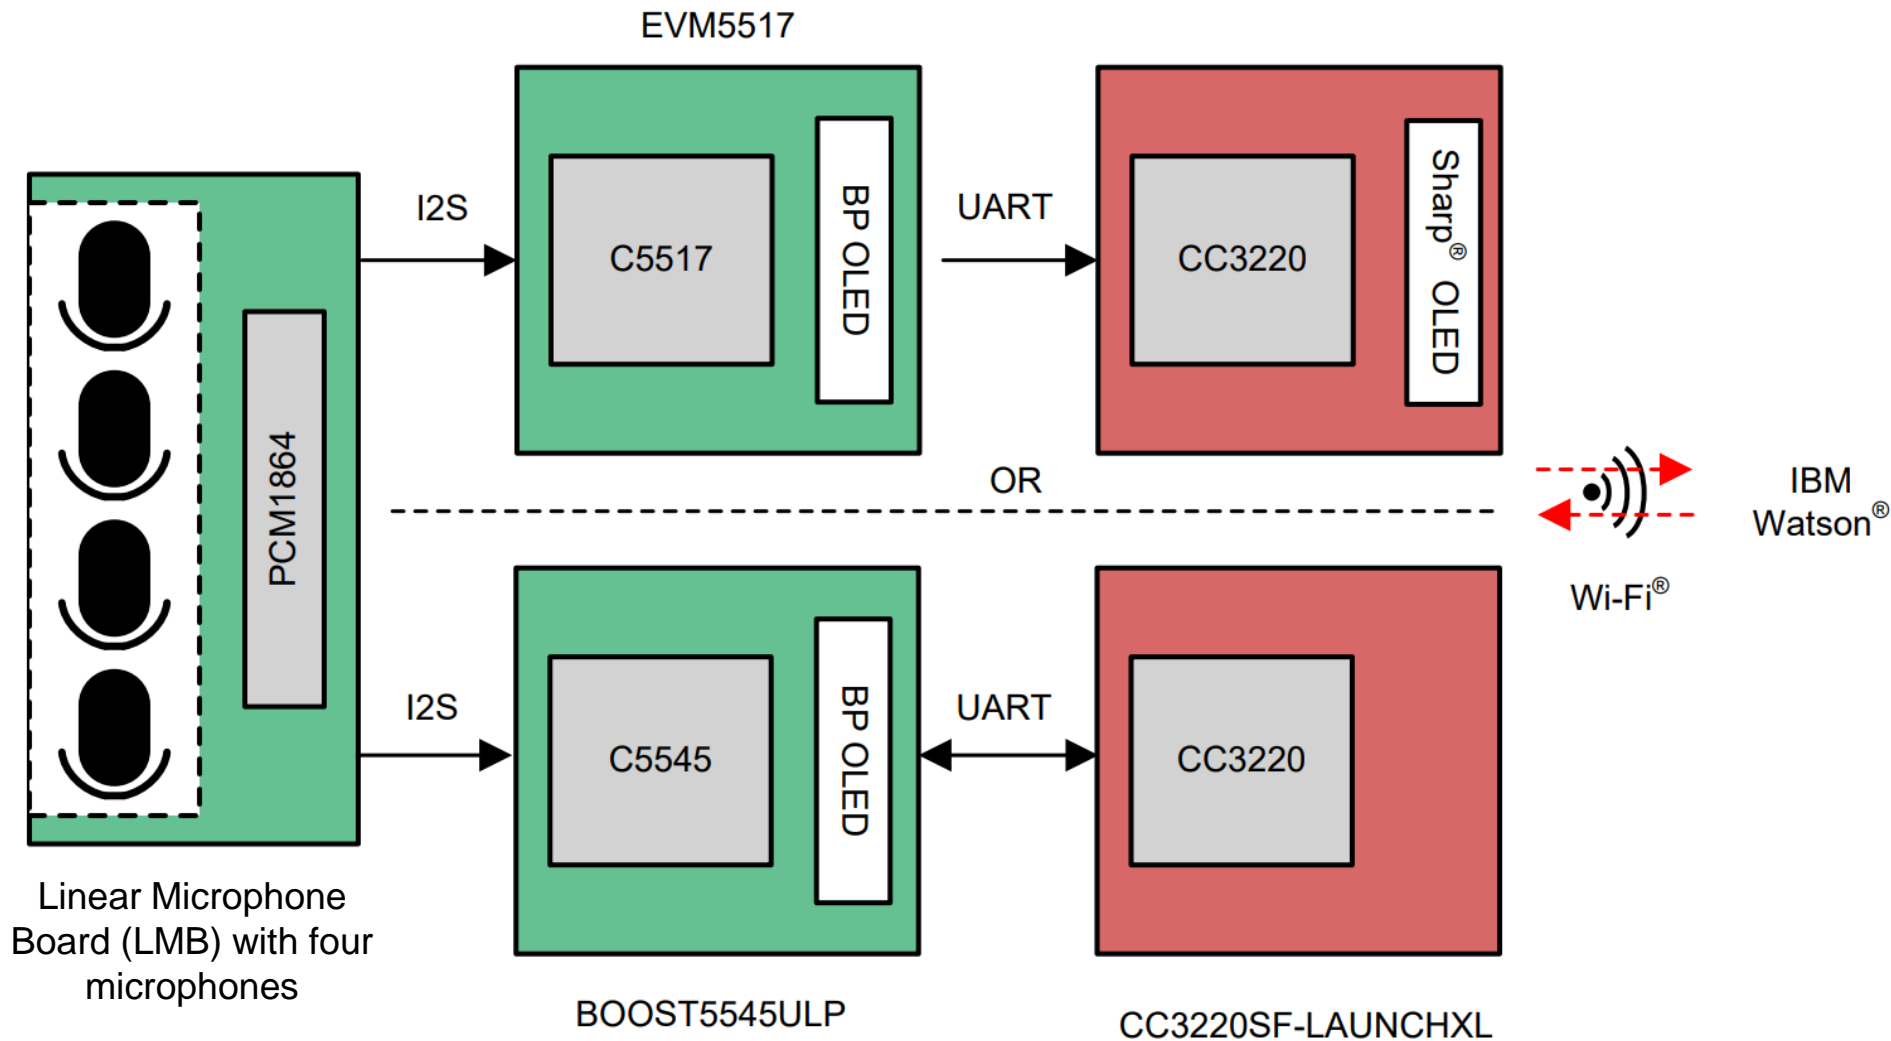 EVM5517
I2S
C5517
BP OLED
UART
CC3220
Sharp® OLED
PCM1864
OR
IBM
Watson®
Wi-Fi®
I2S
C5545
BP OLED
UART
CC3220
Linear Microphone
Board (LMB) with four
microphones
BOOST5545ULP
CC3220SF-LAUNCHXL